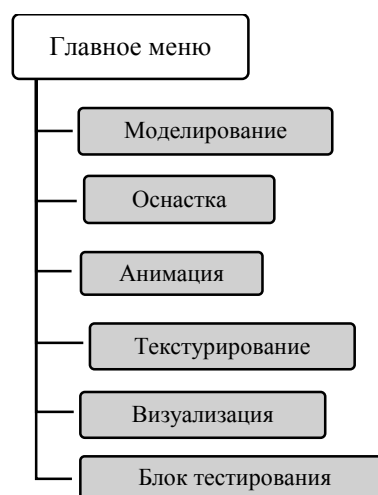 Главное меню
Моделирование
Оснастка
Анимация
Текстурирование
Визуализация
Блок тестирования